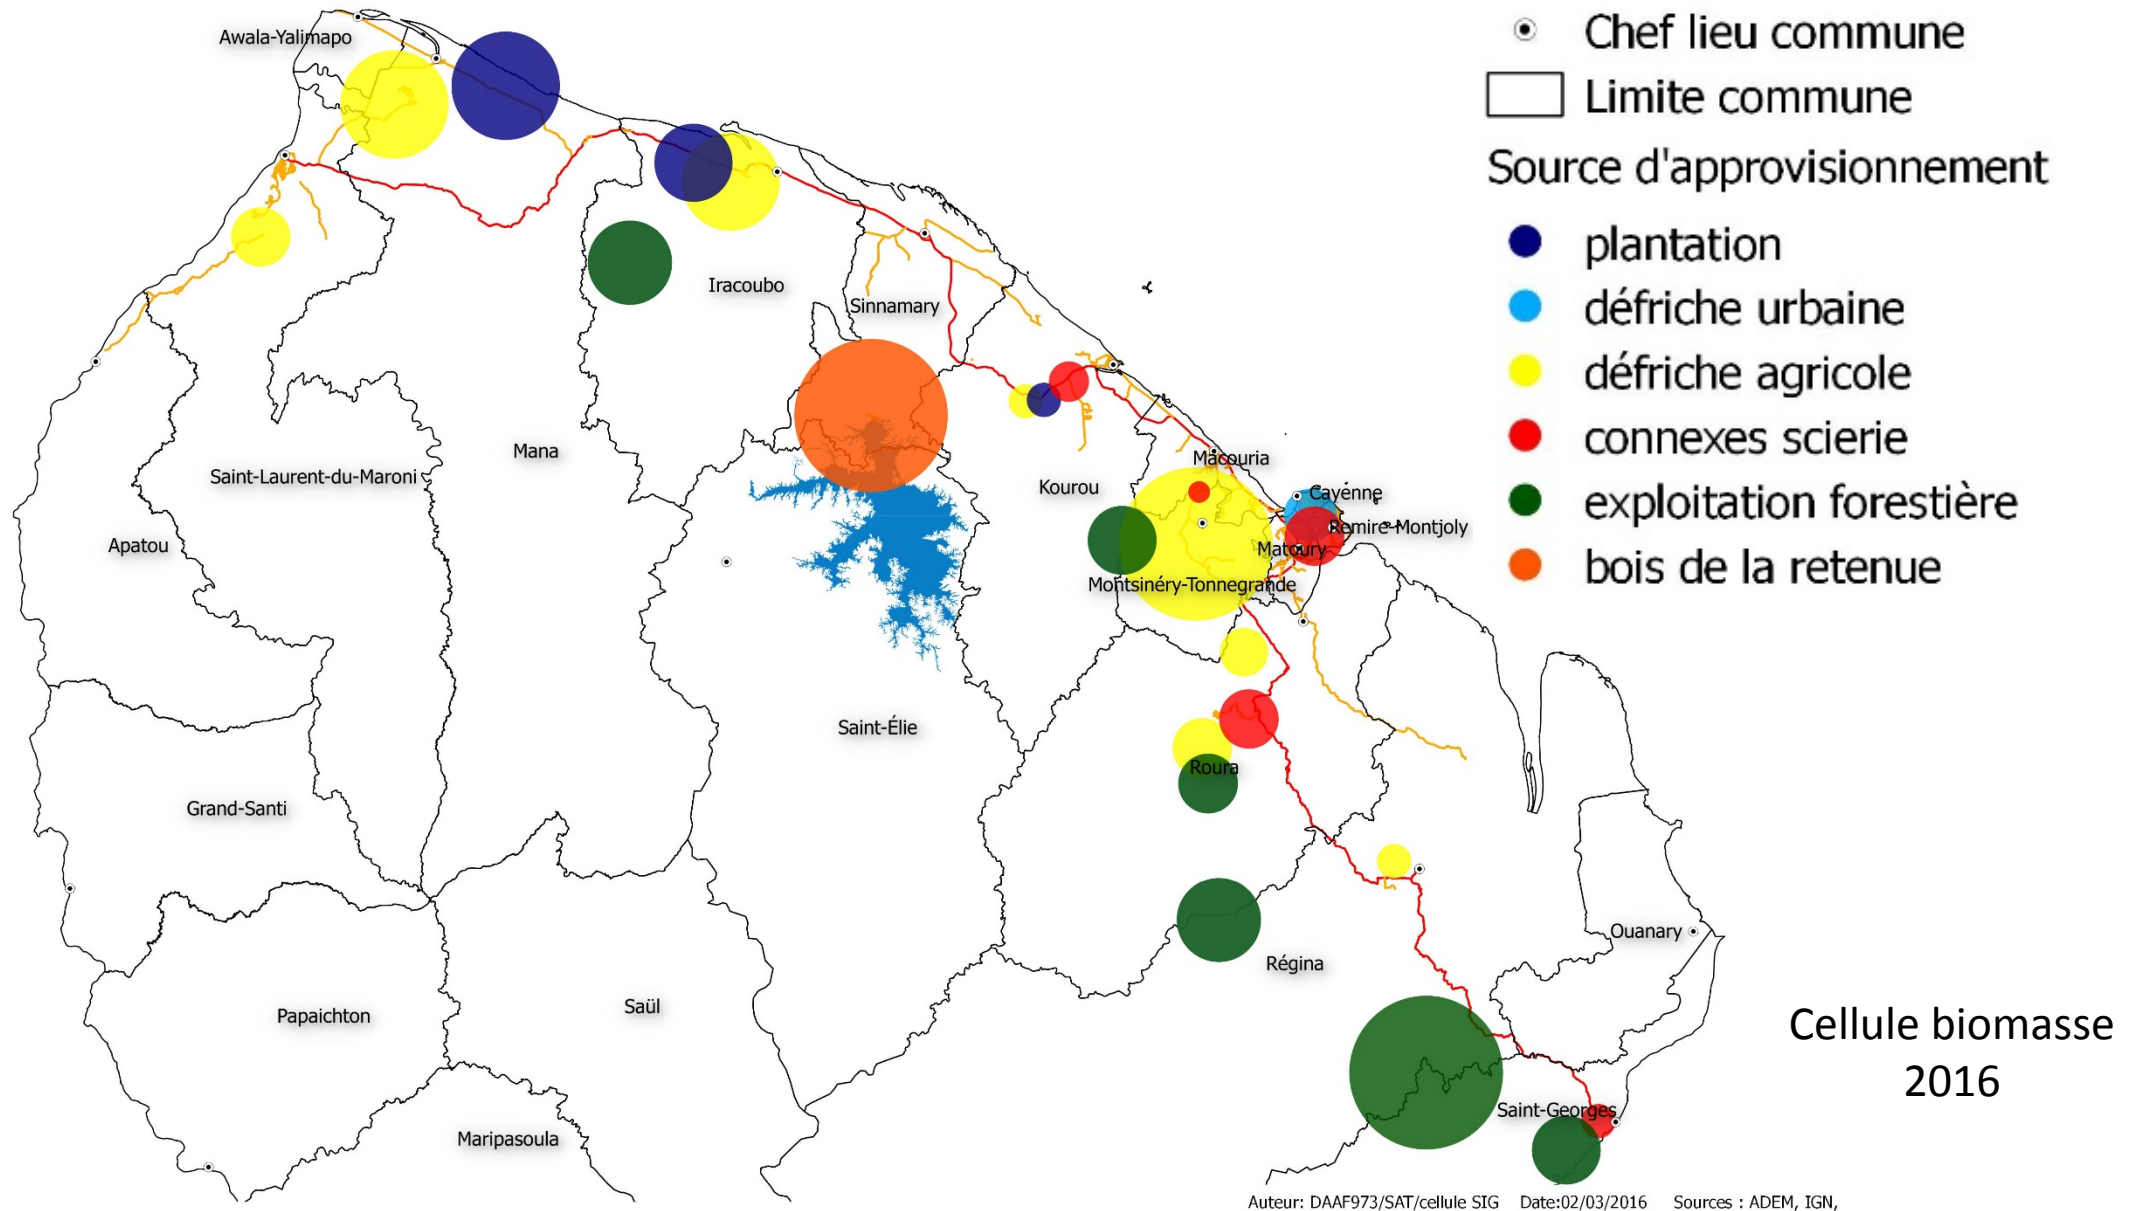 Chef lieu commune
Limite commune
Source d'approvisionnement
plantation
défriche urbaine
défriche agricole
connexes scierie
exploitation forestière
bois de la retenue
Awala-Yalimapo
Iracoubo
Sinnamary
Mana
Saint-Laurent-du-Maroni
Apatou
Kourou
Macouria
Cayenne
Remire-Montjoly
Matoury
Montsinéry-Tonnegrande
Saint-Élie
Roura
Grand-Santi
Régina
Ouanary
Papaichton
Saül
Saint-Georges
Maripasoula
Cellule biomasse
2016
Auteur: DAAF973/SAT/cellule SIG Date:02/03/2016 Sources : ADEM, IGN,